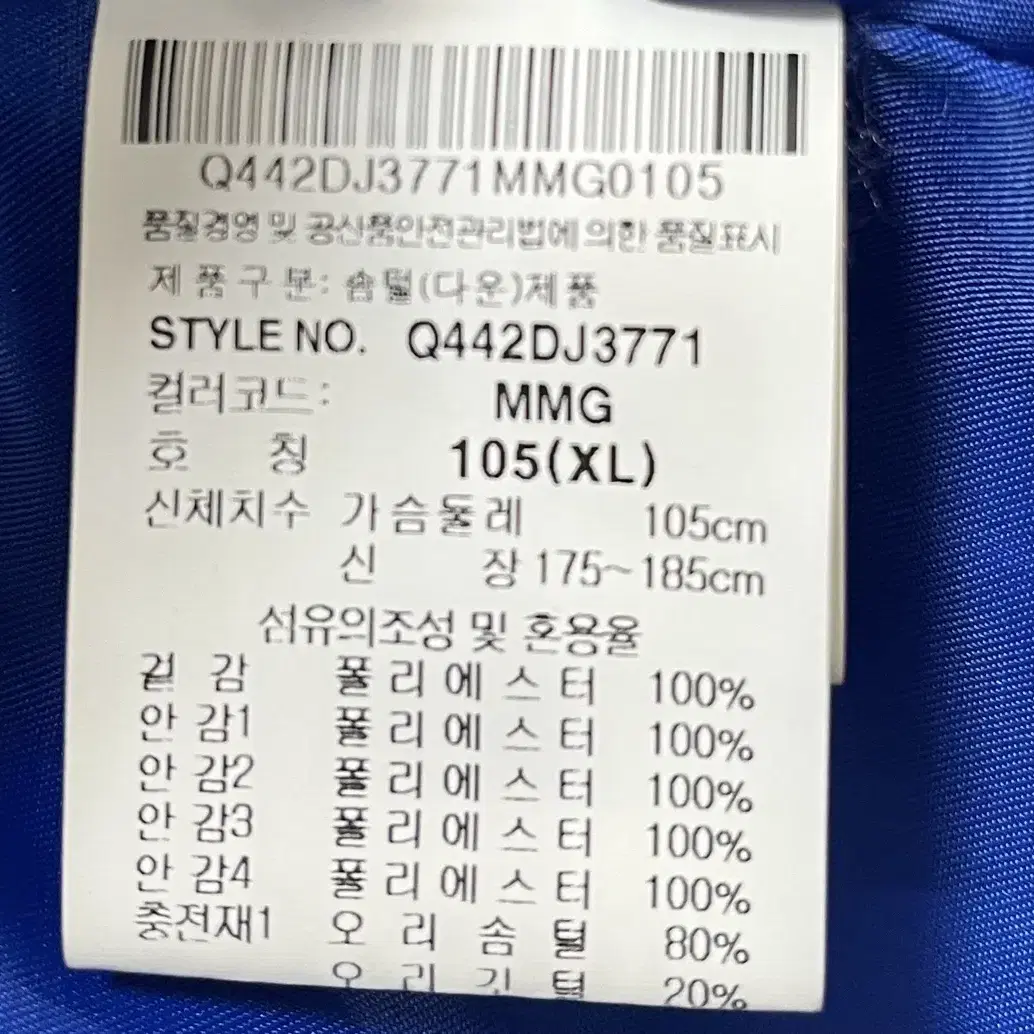 Q442DJ3771MMG0105
품질경영 및 공산품안전관리법에 의한 품질표시
제 품 구 분: 솜털(다운)제품
STYLE NO. Q442DJ3771
컬러코드: MMG
호 칭 105(XL)
신체치수 가슴둘레 105cm
신 장 175~185cm
섬유의조성 및 혼용율
겉 감 폴리에스터 100%
안 감1 폴리에스터 100%
안 감2 폴리에스터 100%
안 감3 폴리에스터 100%
안 감4 폴리에스터 100%
충전재1 오 리 솜 털 80%
오 리 깃 털 20%